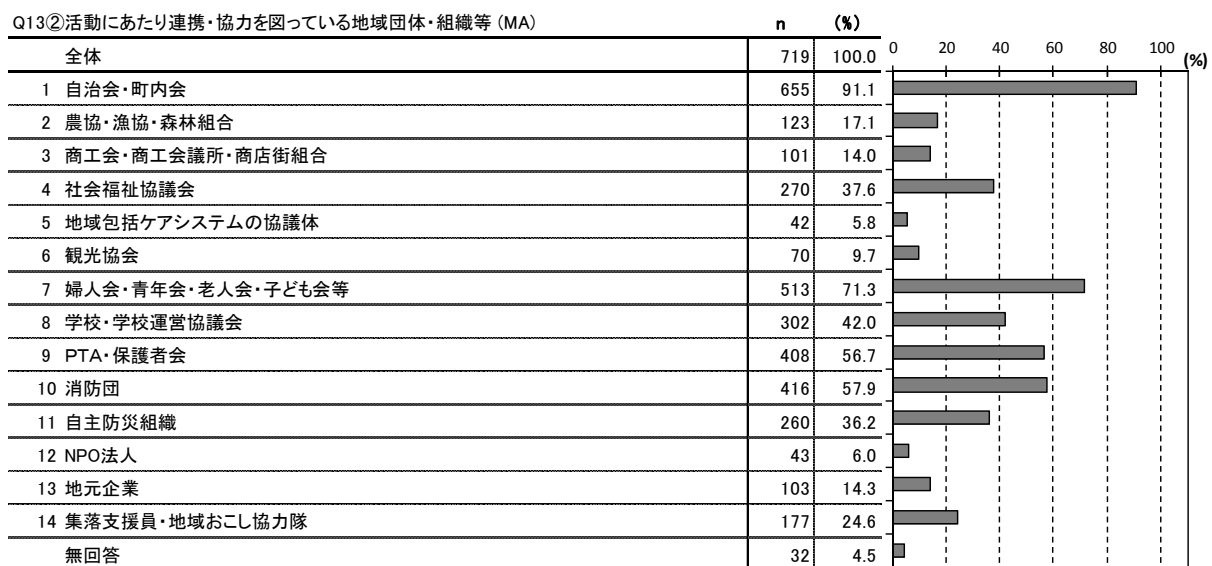 Q13②活動にあたり連携・協力を図っている地域団体・組織等 (MA) n (%)
全体 719 100.0 0 20 40 60 80 100 (%)
1 自治会・町内会 655 91.1
2 農協・漁協・森林組合 123 17.1
3 商工会・商工会議所・商店街組合 101 14.0
4 社会福祉協議会 270 37.6
5 地域包括ケアシステムの協議体 42 5.8
6 観光協会 70 9.7
7 婦人会・青年会・老人会・子ども会等 513 71.3
8 学校・学校運営協議会 302 42.0
9 PTA・保護者会 408 56.7
10 消防団 416 57.9
11 自主防災組織 260 36.2
12 NPO法人 43 6.0
13 地元企業 103 14.3
14 集落支援員・地域おこし協力隊 177 24.6
無回答 32 4.5